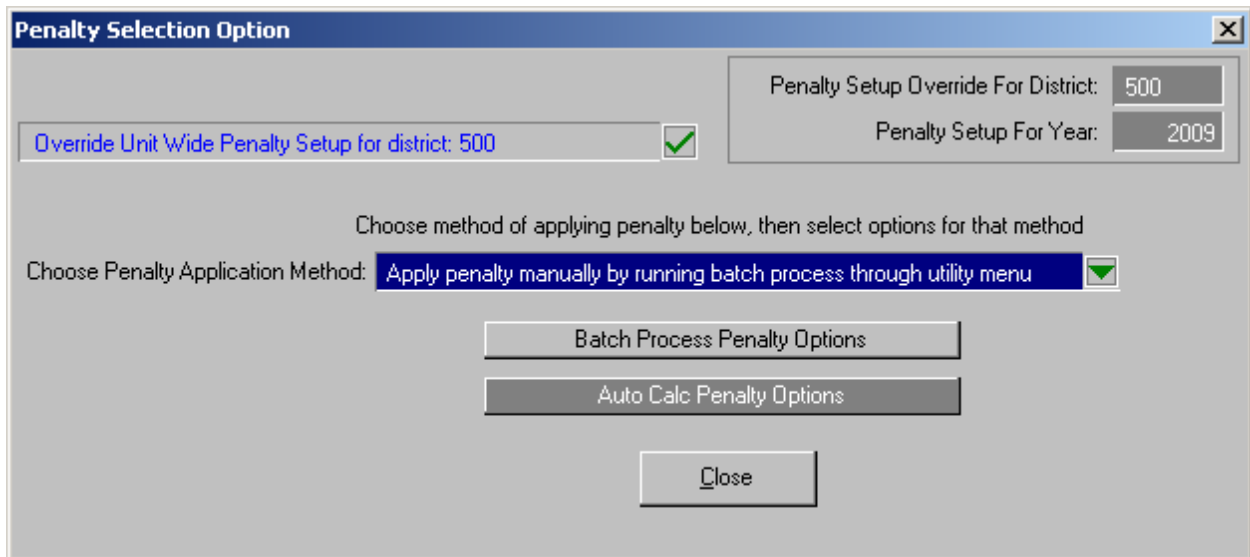 Penalty Selection Option
Penalty Setup Override For District: 500
Penalty Setup For Year: 2009
Override Unit Wide Penalty Setup for district: 500
Choose method of applying penalty below, then select options for that method
Choose Penalty Application Method: Apply penalty manually by running batch process through utility menu
Batch Process Penalty Options
Auto Calc Penalty Options
Close